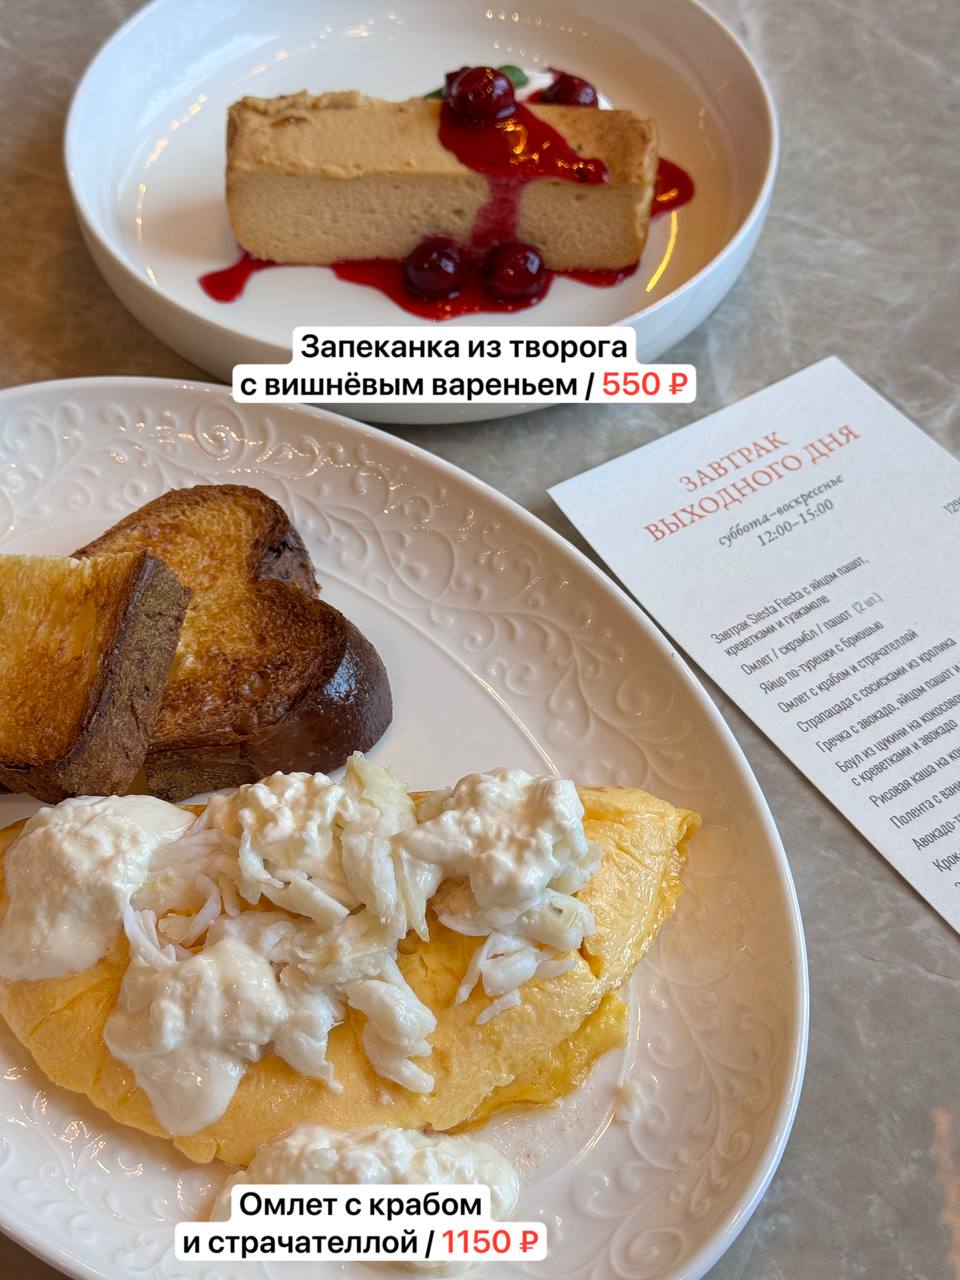 Запеканка из творога
с вишнёвым вареньем / 550 ₽
ЗАВТРАК
ВЫХОДНОГО ДНЯ
суббота–воскресенье
12:00–15:00
Завтрак Siesta Fiesta с яйцом пашот,
креветками и гуакамоле
Омлет / скрэмбл / пашот (2 шт.)
Яйцо по-турецки с бриошью
Омлет с крабом и страчателлой
Страпацада с сосисками из кролика
Гречка с авокадо, яйцом пашот и
Боул из цукини на кокосово
с креветками и авокадо
Рисовая каша на ко
Полента с вани
Авокадо-т
Крок-
Омлет с крабом
и страчателлой / 1150 ₽